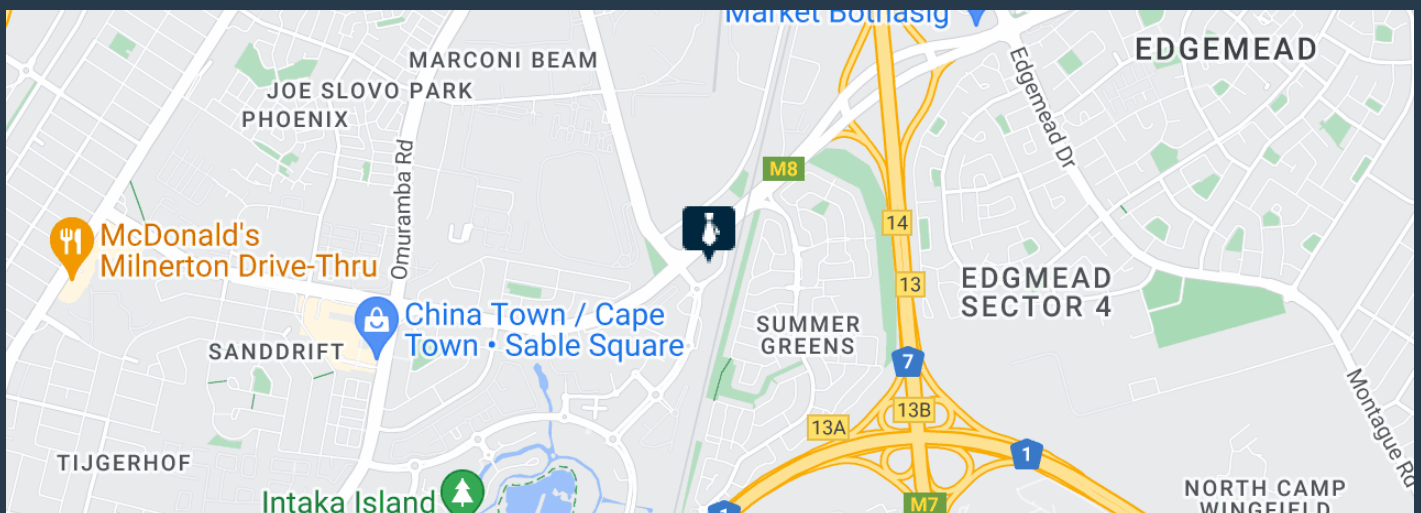 Market Bothasig
EDGEMEAD
MARCONI BEAM
JOE SLOVO PARK
PHOENIX
Omuramba Rd
Edgemead Dr
M8
McDonald's
Milnerton Drive-Thru
14
13
EDGMEAD
SECTOR 4
China Town / Cape
Town • Sable Square
SUMMER
GREENS
SANDDRIFT
7
13B
13A
1
Montague Rd
TIJGERHOF
Intaka Island
1
M7
NORTH CAMP
WINGFIELD